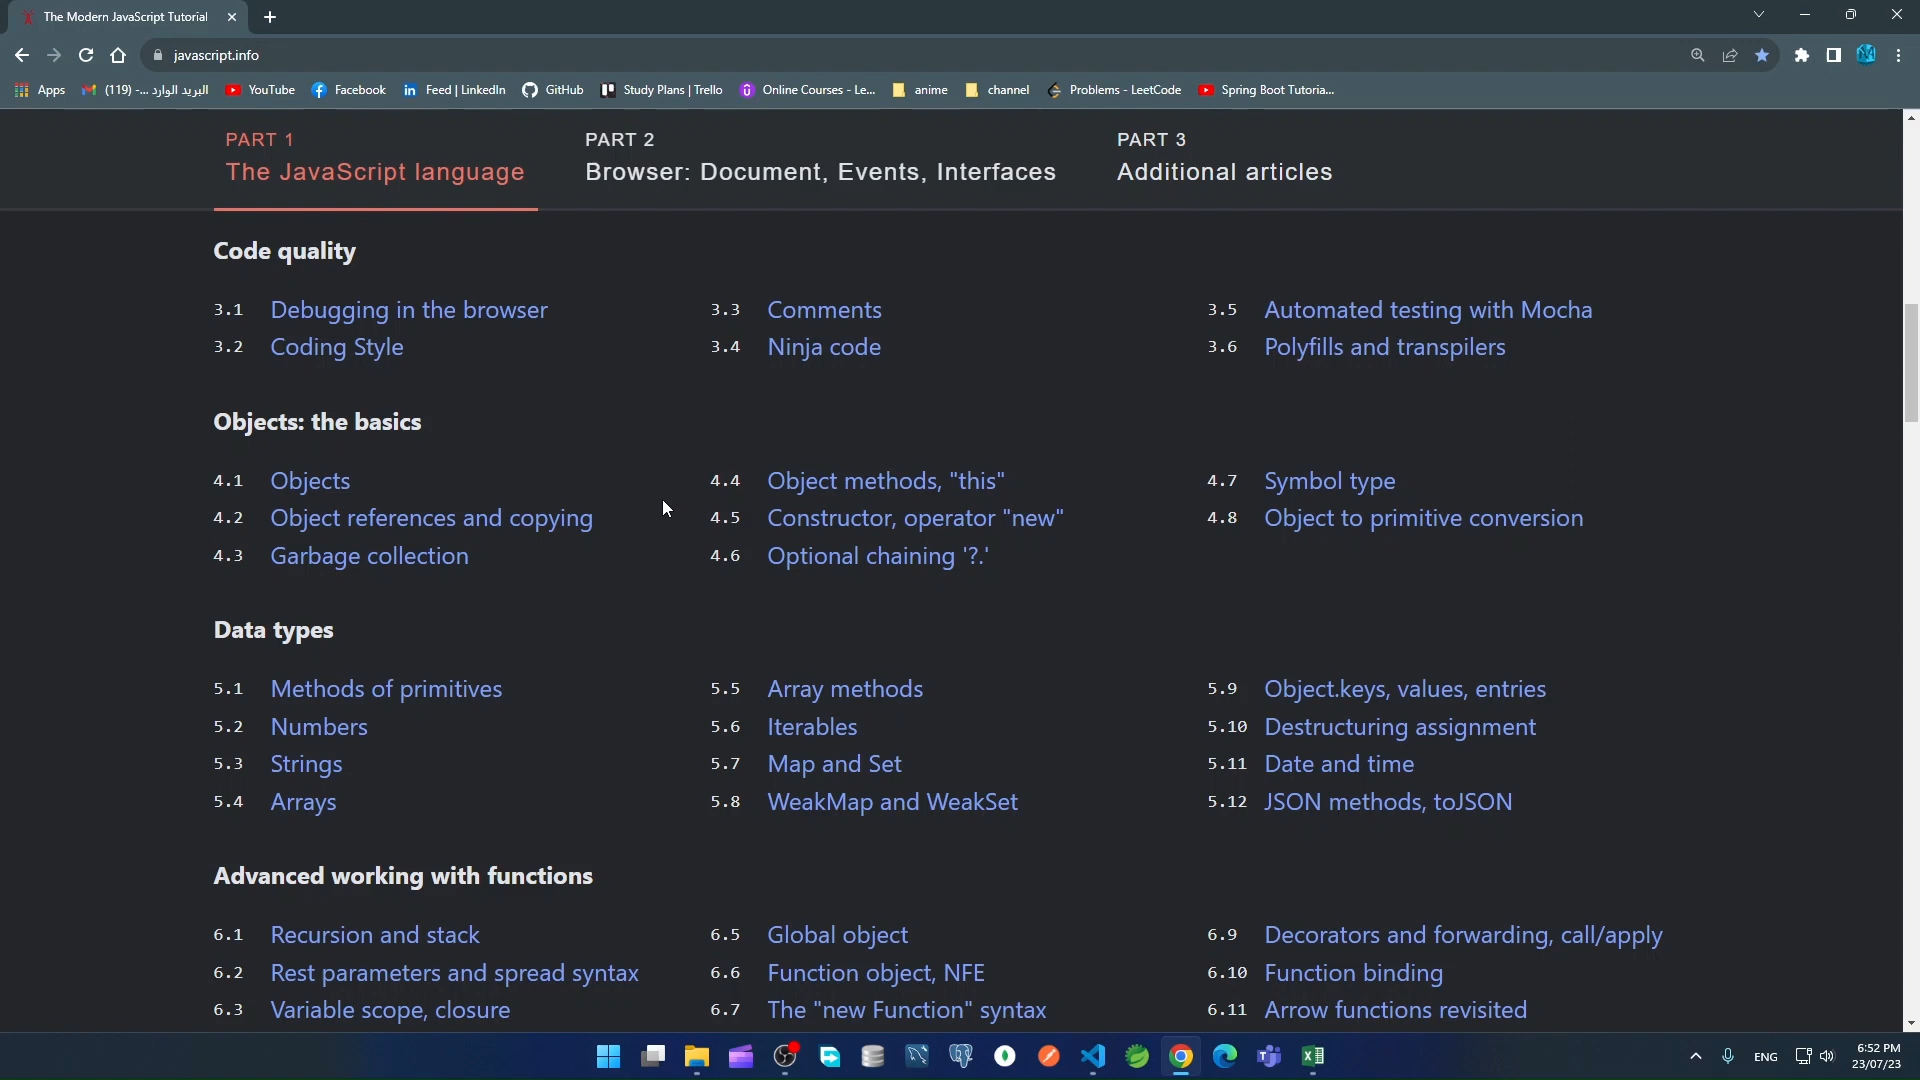 The Modern JavaScript Tutorial
javascript.info
Apps
(119) -... البريد الوارد
YouTube
Facebook
Feed | LinkedIn
GitHub
Study Plans | Trello
Online Courses - Le...
anime
channel
Problems - LeetCode
Spring Boot Tutoria...
PART 1
The JavaScript language
PART 2
Browser: Document, Events, Interfaces
PART 3
Additional articles
Code quality
3.1 Debugging in the browser
3.2 Coding Style
3.3 Comments
3.4 Ninja code
3.5 Automated testing with Mocha
3.6 Polyfills and transpilers
Objects: the basics
4.1 Objects
4.2 Object references and copying
4.3 Garbage collection
4.4 Object methods, "this"
4.5 Constructor, operator "new"
4.6 Optional chaining '?.'
4.7 Symbol type
4.8 Object to primitive conversion
Data types
5.1 Methods of primitives
5.2 Numbers
5.3 Strings
5.4 Arrays
5.5 Array methods
5.6 Iterables
5.7 Map and Set
5.8 WeakMap and WeakSet
5.9 Object.keys, values, entries
5.10 Destructuring assignment
5.11 Date and time
5.12 JSON methods, toJSON
Advanced working with functions
6.1 Recursion and stack
6.2 Rest parameters and spread syntax
6.3 Variable scope, closure
6.5 Global object
6.6 Function object, NFE
6.7 The "new Function" syntax
6.9 Decorators and forwarding, call/apply
6.10 Function binding
6.11 Arrow functions revisited
ENG
6:52 PM
23/07/23